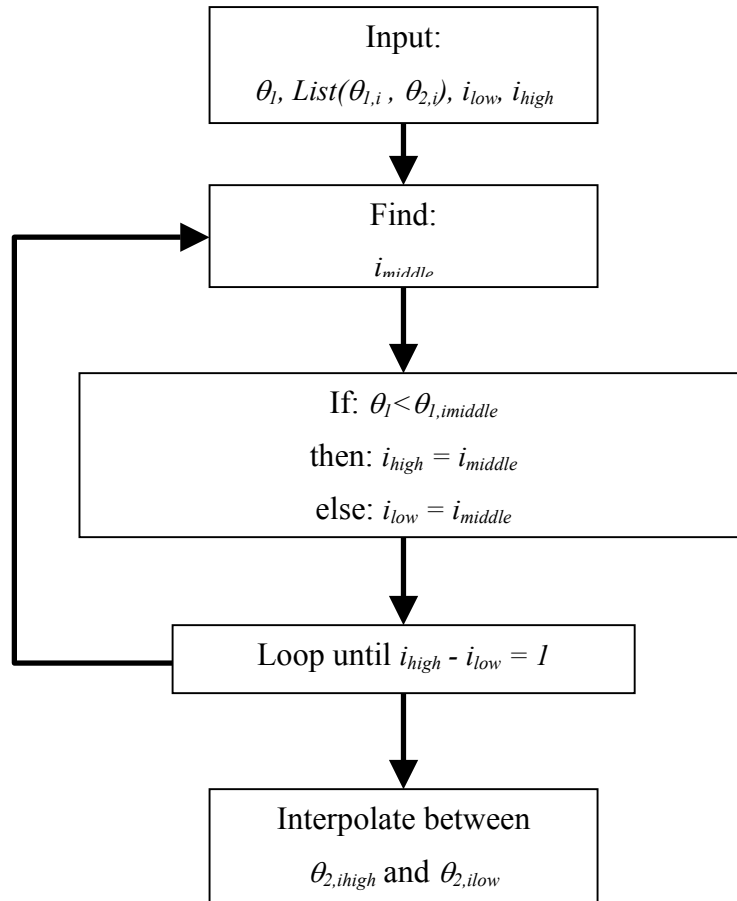 Input:
θ1, List(θ1,i , θ2,i), ilow, ihigh
Find:
imiddle
If: θ1<θ1,imiddle
then: ihigh = imiddle
else: ilow = imiddle
Loop until ihigh - ilow = 1
Interpolate between
θ2,ihigh and θ2,ilow